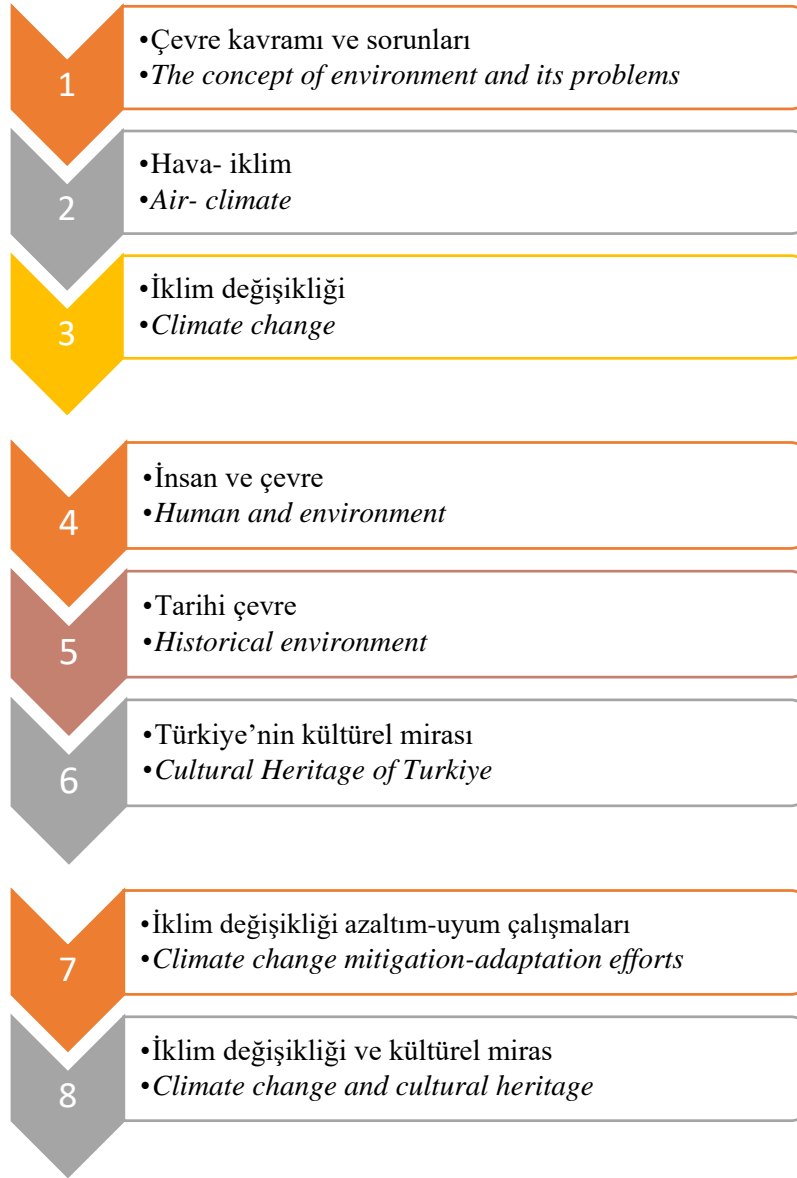 1
•Çevre kavramı ve sorunları
•The concept of environment and its problems
2
•Hava- iklim
•Air- climate
3
•İklim değişikliği
•Climate change
4
•İnsan ve çevre
•Human and environment
5
•Tarihi çevre
•Historical environment
6
•Türkiye’nin kültürel mirası
•Cultural Heritage of Turkiye
7
•İklim değişikliği azaltım-uyum çalışmaları
•Climate change mitigation-adaptation efforts
8
•İklim değişikliği ve kültürel miras
•Climate change and cultural heritage